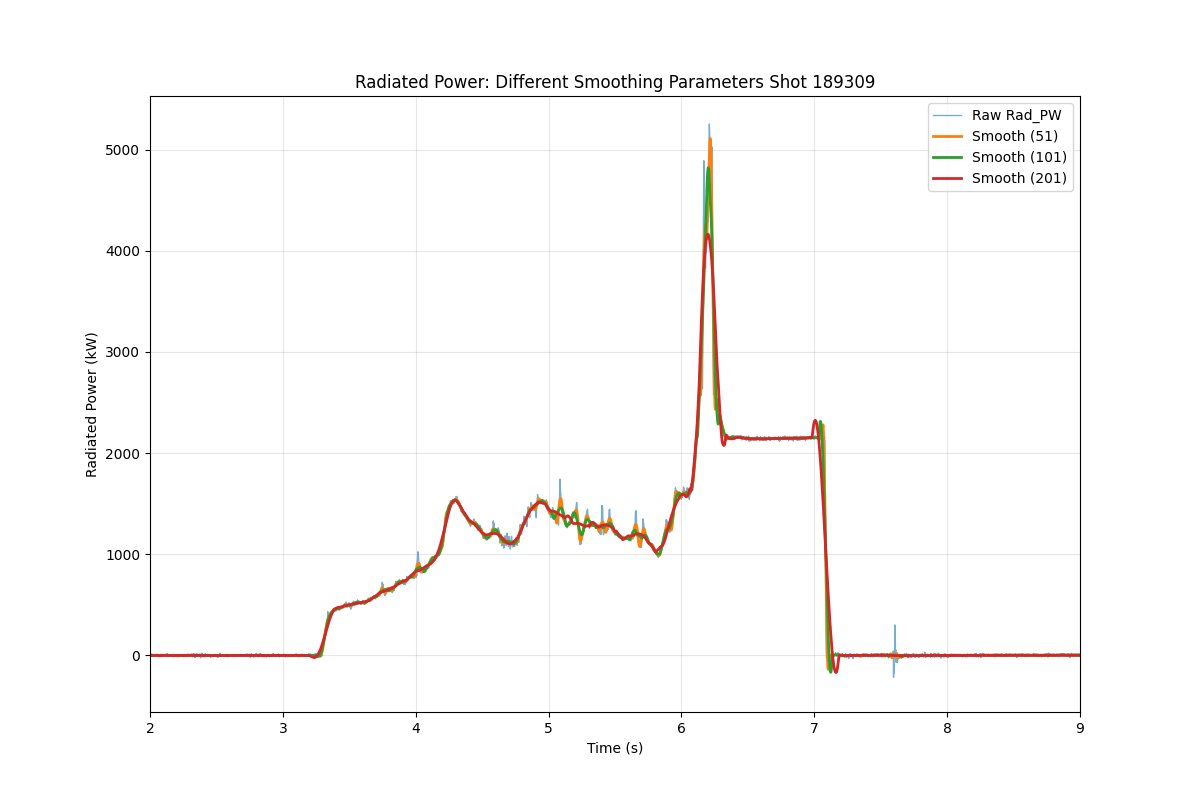 Radiated Power: Different Smoothing Parameters Shot 189309
Raw Rad_PW
Smooth (51)
Smooth (101)
Smooth (201)
Radiated Power (kW)
5000
4000
3000
2000
1000
0
2 3 4 5 6 7 8 9
Time (s)